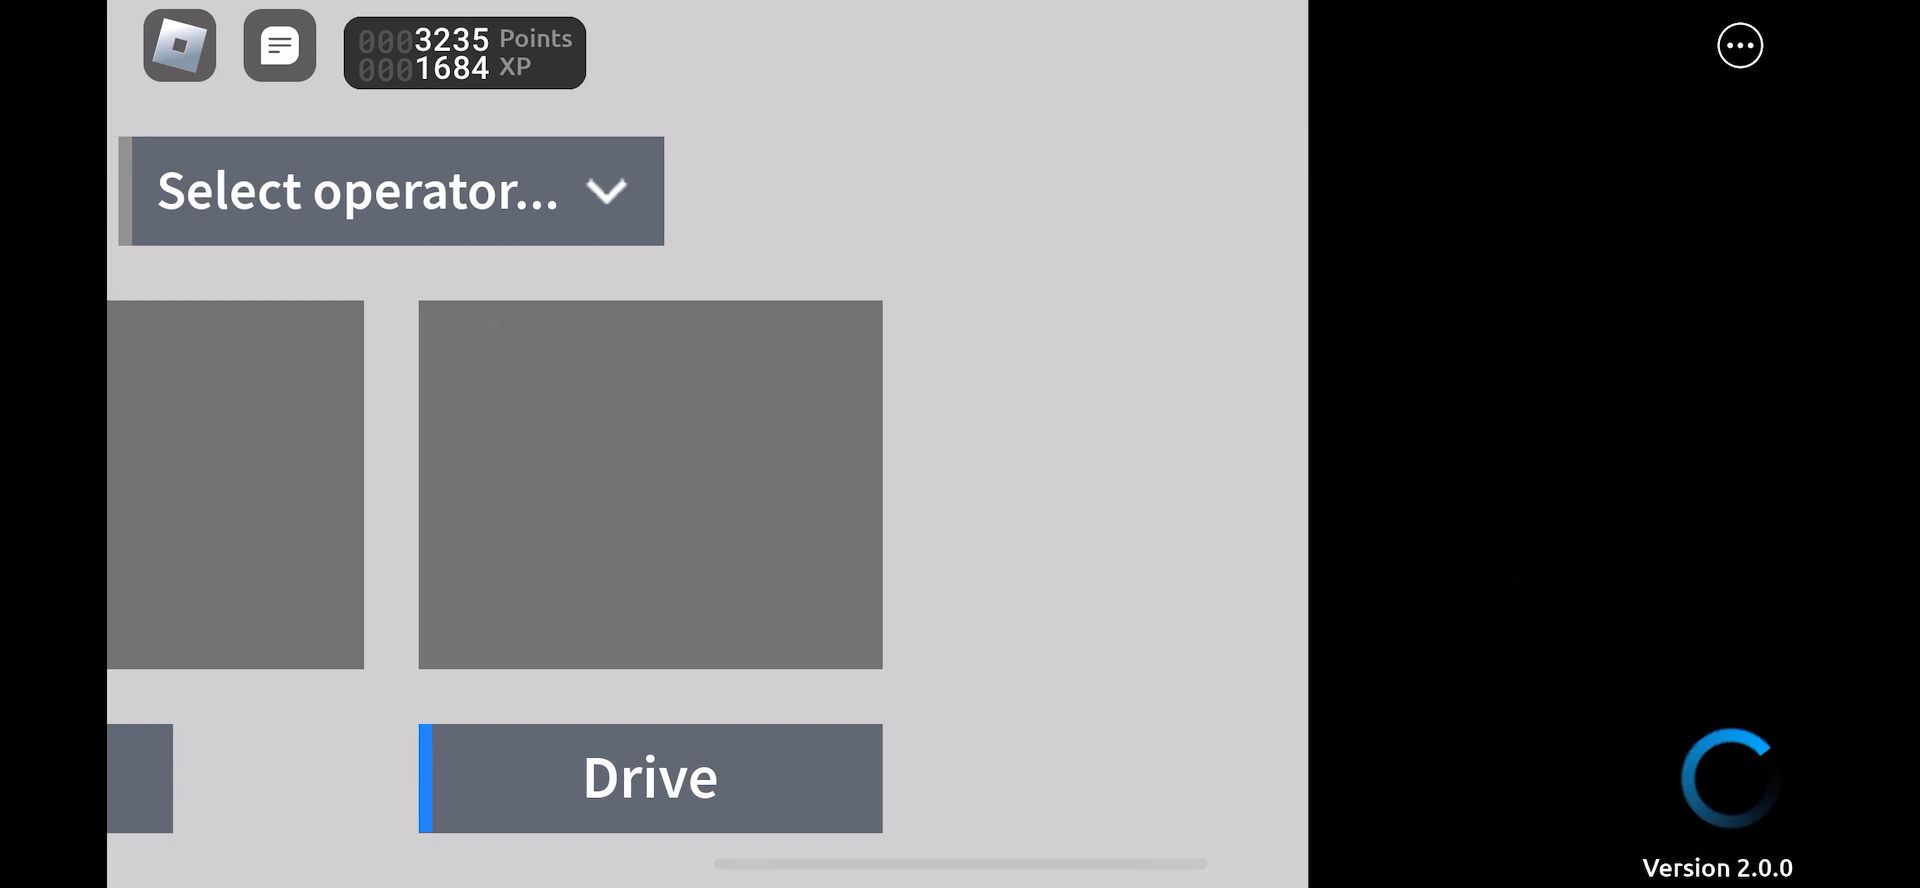 0003235 Points
0001684 XP
Select operator...
Drive
Version 2.0.0